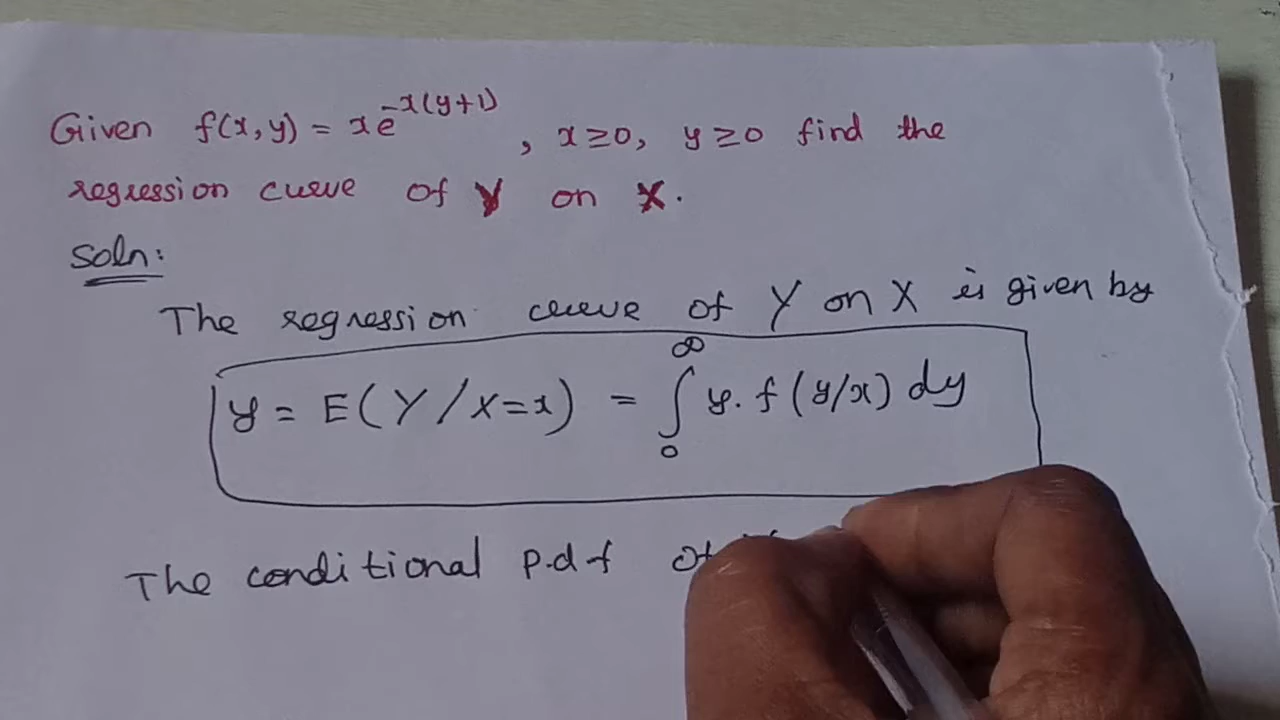 Given f(x,y) = xe^{-x(y+1)}, x≥0, y≥0 find the
regression curve of Y on X.
Soln:
The regression curve of Y on X is given by
y = E(Y/X=x) = ∫₀^∞ y. f(y/x) dy
The conditional p.d.f of